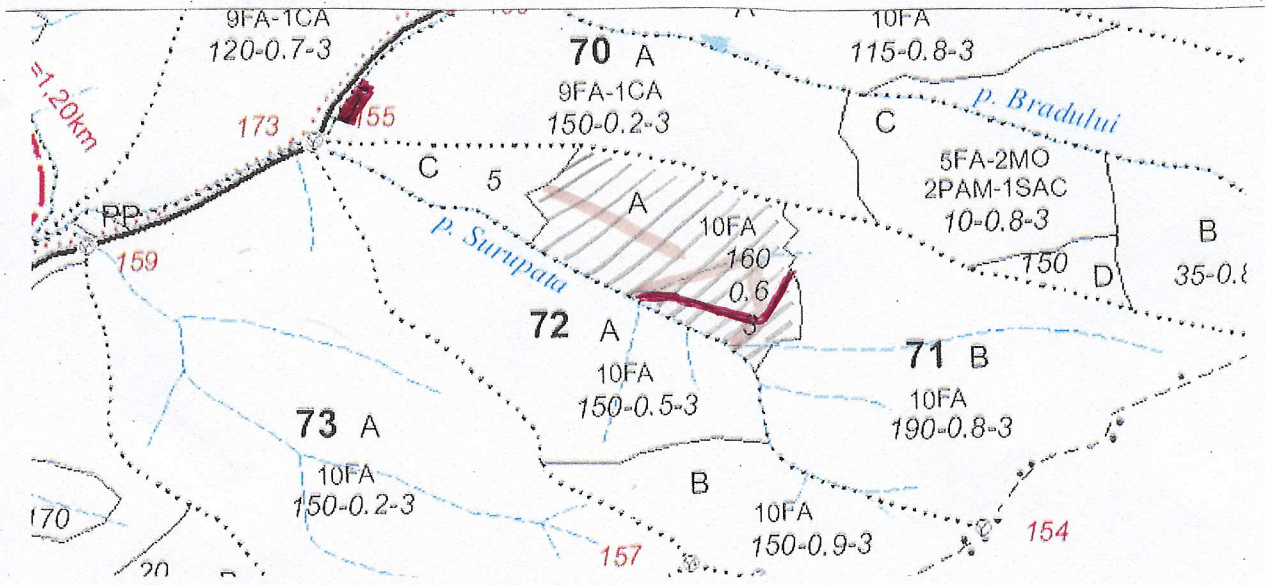 9FA-1CA
120-0.7-3
=1,20km
173
155
PP
159
70 A
9FA-1CA
150-0.2-3
10FA
115-0.8-3
p. Bradului
C
5FA-2MO
2PAM-1SAC
10-0.8-3
B
150
D
C 5
A
10FA
160
0.6
3
p. Surupata
72 A
10FA
150-0.5-3
71 B
10FA
190-0.8-3
73 A
10FA
150-0.2-3
B
10FA
150-0.9-3
170
20
157
154